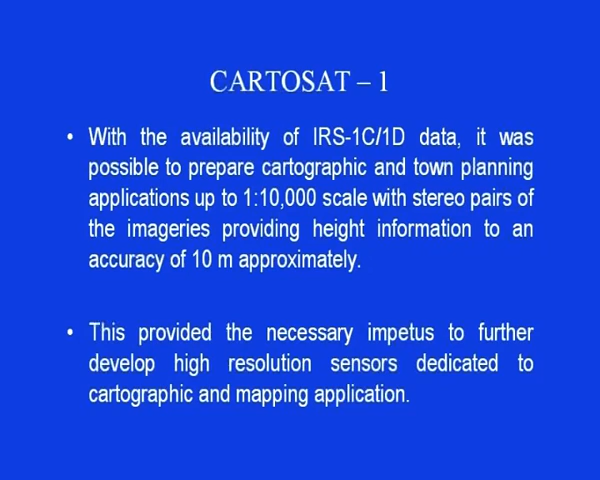 CARTOSAT – 1
• With the availability of IRS-1C/1D data, it was
possible to prepare cartographic and town planning
applications up to 1:10,000 scale with stereo pairs of
the imageries providing height information to an
accuracy of 10 m approximately.
• This provided the necessary impetus to further
develop high resolution sensors dedicated to
cartographic and mapping application.